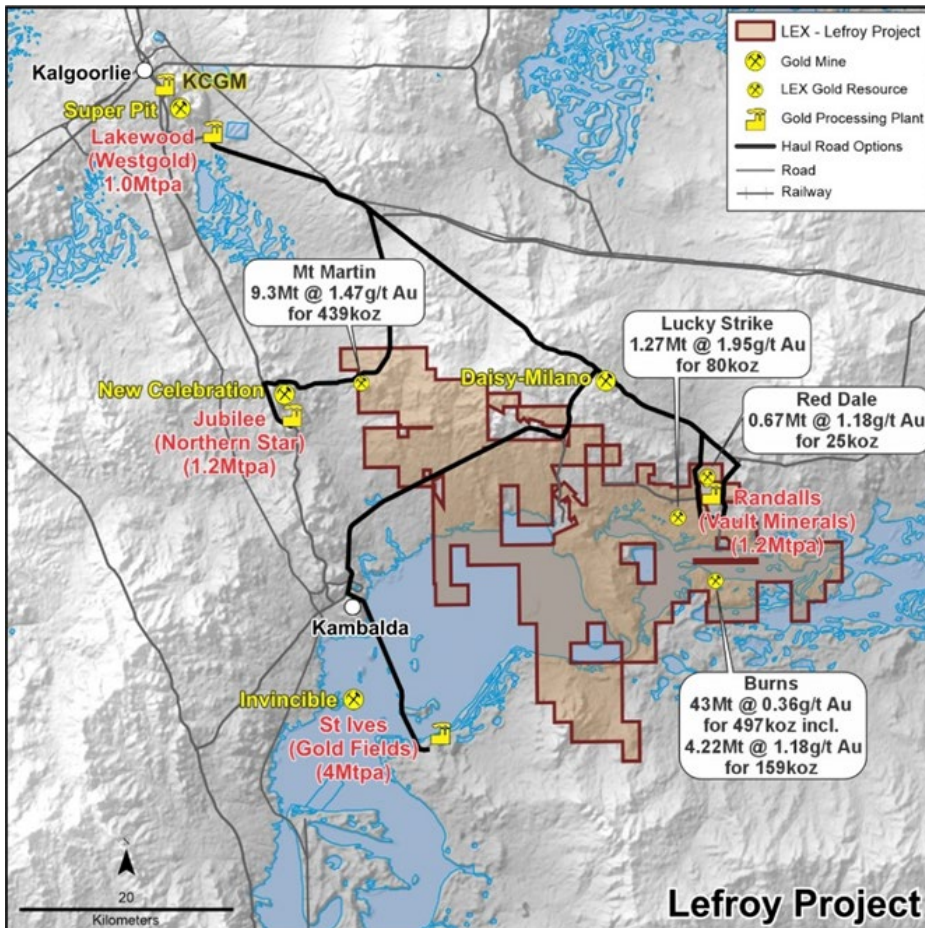 Kalgoorlie
KCGM
Super Pit
Lakewood
(Westgold)
1.0Mtpa
LEX - Lefroy Project
Gold Mine
LEX Gold Resource
Gold Processing Plant
Haul Road Options
Road
Railway
Mt Martin
9.3Mt @ 1.47g/t Au
for 439koz
Lucky Strike
1.27Mt @ 1.95g/t Au
for 80koz
New Celebration
Daisy-Milano
Red Dale
0.67Mt @ 1.18g/t Au
for 25koz
Jubilee
(Northern Star)
(1.2Mtpa)
Randalls
(Vault Minerals)
(1.2Mtpa)
Kambalda
Invincible
St Ives
(Gold Fields)
(4Mtpa)
Burns
43Mt @ 0.36g/t Au
for 497koz incl.
4.22Mt @ 1.18g/t Au
for 159koz
20
Kilometers
Lefroy Project